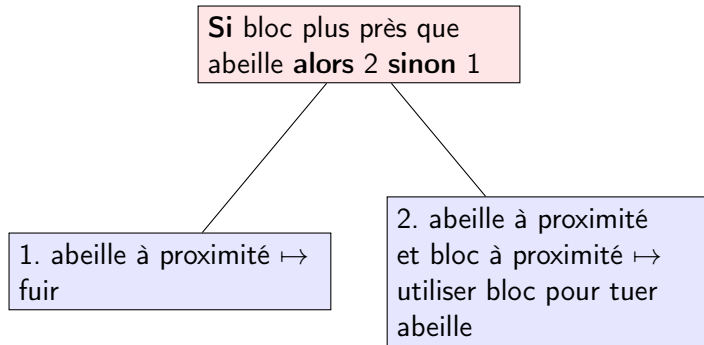 Si bloc plus près que
abeille alors 2 sinon 1
1. abeille à proximité ↦
fuir
2. abeille à proximité
et bloc à proximité ↦
utiliser bloc pour tuer
abeille